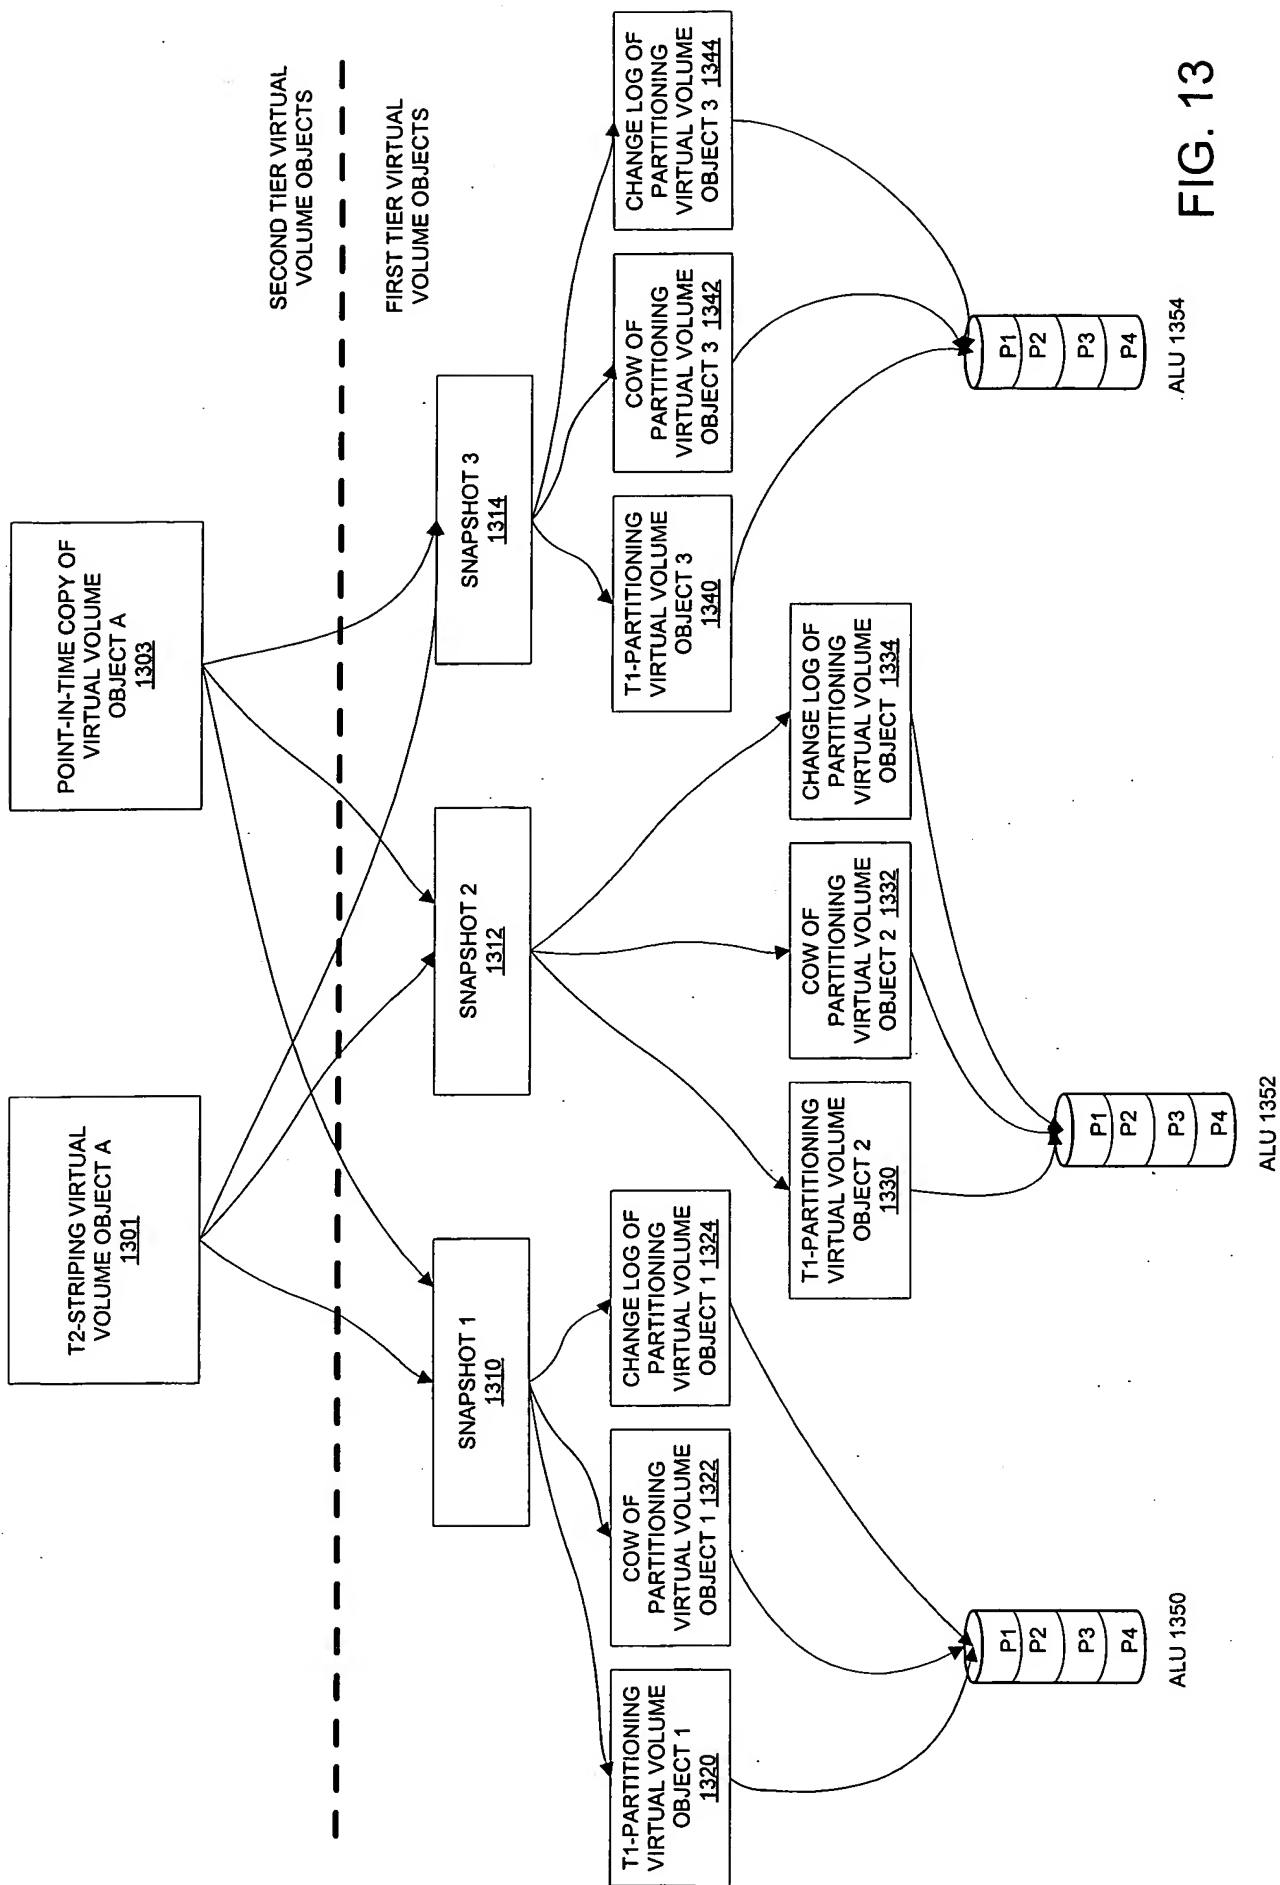 T2-STRIPING VIRTUAL
VOLUME OBJECT A
1301
POINT-IN-TIME COPY OF
VIRTUAL VOLUME
OBJECT A
1303
SECOND TIER VIRTUAL
VOLUME OBJECTS
FIRST TIER VIRTUAL
VOLUME OBJECTS
SNAPSHOT 1
1310
SNAPSHOT 2
1312
SNAPSHOT 3
1314
T1-PARTITIONING
VIRTUAL VOLUME
OBJECT 1
1320
COW OF
PARTITIONING
VIRTUAL VOLUME
OBJECT 1 1322
CHANGE LOG OF
PARTITIONING
VIRTUAL VOLUME
OBJECT 1 1324
T1-PARTITIONING
VIRTUAL VOLUME
OBJECT 2
1330
COW OF
PARTITIONING
VIRTUAL VOLUME
OBJECT 2 1332
CHANGE LOG OF
PARTITIONING
VIRTUAL VOLUME
OBJECT 1334
T1-PARTITIONING
VIRTUAL VOLUME
OBJECT 3
1340
COW OF
PARTITIONING
VIRTUAL VOLUME
OBJECT 3 1342
CHANGE LOG OF
PARTITIONING
VIRTUAL VOLUME
OBJECT 3 1344
P1
P2
P3
P4
ALU 1350
P1
P2
P3
P4
ALU 1352
P1
P2
P3
P4
ALU 1354
FIG. 13